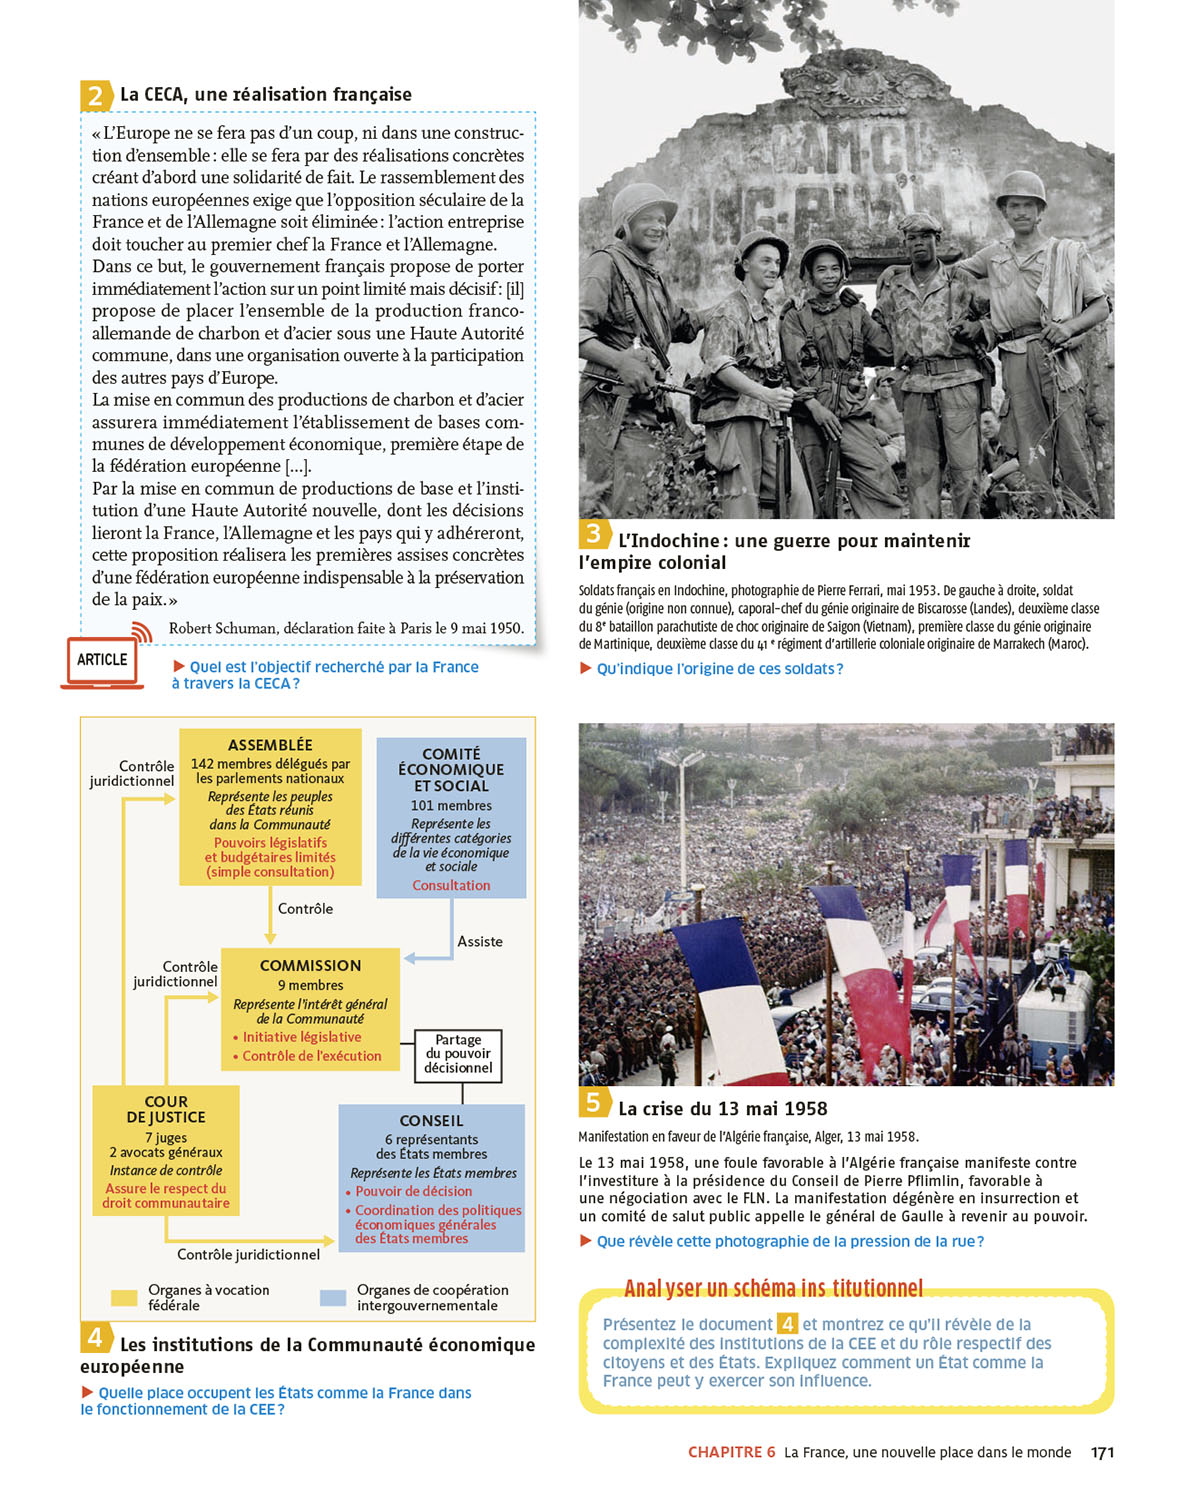 2 La CECA, une réalisation française
« L'Europe ne se fera pas d'un coup, ni dans une construc-
tion d'ensemble : elle se fera par des réalisations concrètes
créant d'abord une solidarité de fait. Le rassemblement des
nations européennes exige que l'opposition séculaire de la
France et de l'Allemagne soit éliminée : l'action entreprise
doit toucher au premier chef la France et l'Allemagne.
Dans ce but, le gouvernement français propose de porter
immédiatement l'action sur un point limité mais décisif : [il]
propose de placer l'ensemble de la production franco-
allemande de charbon et d'acier sous une Haute Autorité
commune, dans une organisation ouverte à la participation
des autres pays d'Europe.
La mise en commun des productions de charbon et d'acier
assurera immédiatement l'établissement de bases com-
munes de développement économique, première étape de
la fédération européenne [...].
Par la mise en commun de productions de base et l'insti-
tution d'une Haute Autorité nouvelle, dont les décisions
lieront la France, l'Allemagne et les pays qui y adhéreront,
cette proposition réalisera les premières assises concrètes
d'une fédération européenne indispensable à la préservation
de la paix. »
Robert Schuman, déclaration faite à Paris le 9 mai 1950.
ARTICLE
▶ Quel est l'objectif recherché par la France
à travers la CECA ?
3 L'Indochine : une guerre pour maintenir
l'empire colonial
Soldats français en Indochine, photographie de Pierre Ferrari, mai 1953. De gauche à droite, soldat
du génie (origine non connue), caporal-chef du génie originaire de Biscarosse (Landes), deuxième classe
du 8e bataillon parachutiste de choc originaire de Saigon (Vietnam), première classe du génie originaire
de Martinique, deuxième classe du 41 e régiment d'artillerie coloniale originaire de Marrakech (Maroc).
▶ Qu'indique l'origine de ces soldats ?
Contrôle
juridictionnel
ASSEMBLÉE
142 membres délégués par
les parlements nationaux
Représente les peuples
des États réunis
dans la Communauté
Pouvoirs législatifs
et budgétaires limités
(simple consultation)
COMITÉ
ÉCONOMIQUE
ET SOCIAL
101 membres
Représente les
différentes catégories
de la vie économique
et sociale
Consultation
Contrôle
Assiste
Contrôle
juridictionnel
COMMISSION
9 membres
Représente l'intérêt général
de la Communauté
• Initiative législative
• Contrôle de l'exécution
Partage
du pouvoir
décisionnel
COUR
DE JUSTICE
7 juges
2 avocats généraux
Instance de contrôle
Assure le respect du
droit communautaire
CONSEIL
6 représentants
des États membres
Représente les États membres
• Pouvoir de décision
• Coordination des politiques
économiques générales
des États membres
Contrôle juridictionnel
Organes à vocation
fédérale
Organes de coopération
intergouvernementale
4 Les institutions de la Communauté économique
européenne
▶ Quelle place occupent les États comme la France dans
le fonctionnement de la CEE ?
5 La crise du 13 mai 1958
Manifestation en faveur de l'Algérie française, Alger, 13 mai 1958.
Le 13 mai 1958, une foule favorable à l'Algérie française manifeste contre
l'investiture à la présidence du Conseil de Pierre Pflimlin, favorable à
une négociation avec le FLN. La manifestation dégénère en insurrection et
un comité de salut public appelle le général de Gaulle à revenir au pouvoir.
▶ Que révèle cette photographie de la pression de la rue ?
Anal yser un schéma ins titutionnel
Présentez le document 4 et montrez ce qu'il révèle de la
complexité des institutions de la CEE et du rôle respectif des
citoyens et des États. Expliquez comment un État comme la
France peut y exercer son influence.
CHAPITRE 6 La France, une nouvelle place dans le monde 171